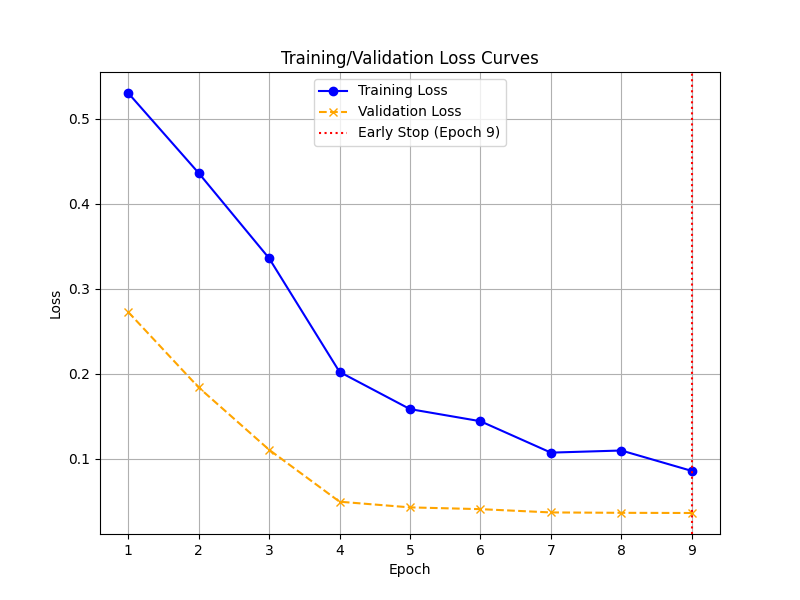 Training/Validation Loss Curves
Training Loss
Validation Loss
Early Stop (Epoch 9)
0.5
0.4
0.3
0.2
0.1
Loss
1 2 3 4 5 6 7 8 9
Epoch